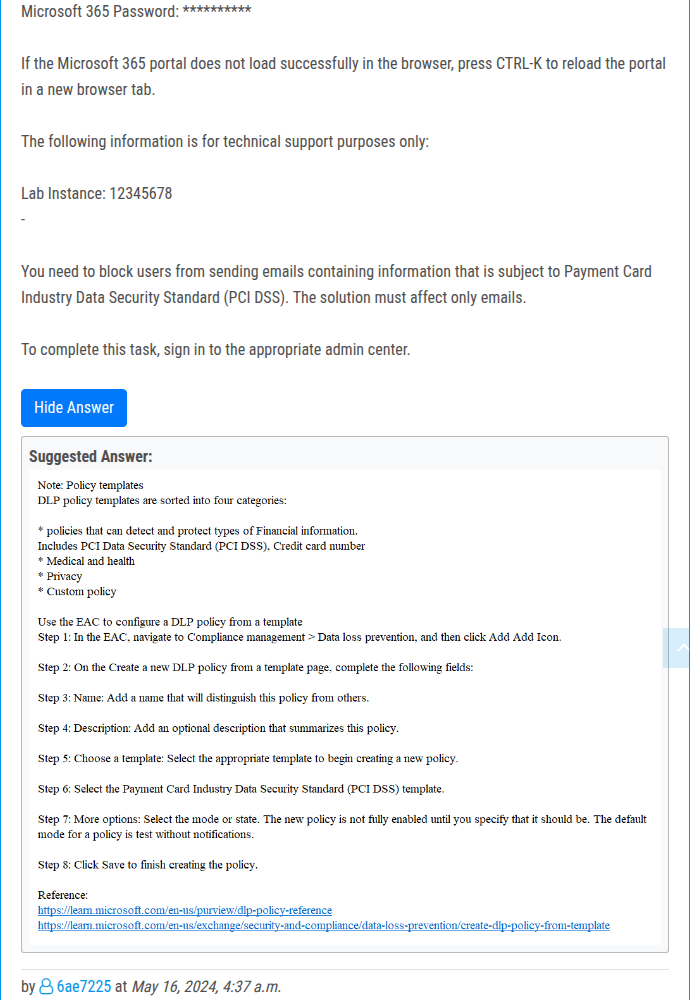 Microsoft 365 Password: **********
If the Microsoft 365 portal does not load successfully in the browser, press CTRL-K to reload the portal
in a new browser tab.
The following information is for technical support purposes only:
Lab Instance: 12345678
-
You need to block users from sending emails containing information that is subject to Payment Card
Industry Data Security Standard (PCI DSS). The solution must affect only emails.
To complete this task, sign in to the appropriate admin center.
Hide Answer
Suggested Answer:
Note: Policy templates
DLP policy templates are sorted into four categories:
* policies that can detect and protect types of Financial information.
Includes PCI Data Security Standard (PCI DSS), Credit card number
* Medical and health
* Privacy
* Custom policy
Use the EAC to configure a DLP policy from a template
Step 1: In the EAC, navigate to Compliance management > Data loss prevention, and then click Add Add Icon.
Step 2: On the Create a new DLP policy from a template page, complete the following fields:
Step 3: Name: Add a name that will distinguish this policy from others.
Step 4: Description: Add an optional description that summarizes this policy.
Step 5: Choose a template: Select the appropriate template to begin creating a new policy.
Step 6: Select the Payment Card Industry Data Security Standard (PCI DSS) template.
Step 7: More options: Select the mode or state. The new policy is not fully enabled until you specify that it should be. The default
mode for a policy is test without notifications.
Step 8: Click Save to finish creating the policy.
Reference:
https://learn.microsoft.com/en-us/purview/dlp-policy-reference
https://learn.microsoft.com/en-us/exchange/security-and-compliance/data-loss-prevention/create-dlp-policy-from-template
by 6ae7225 at May 16, 2024, 4:37 a.m.